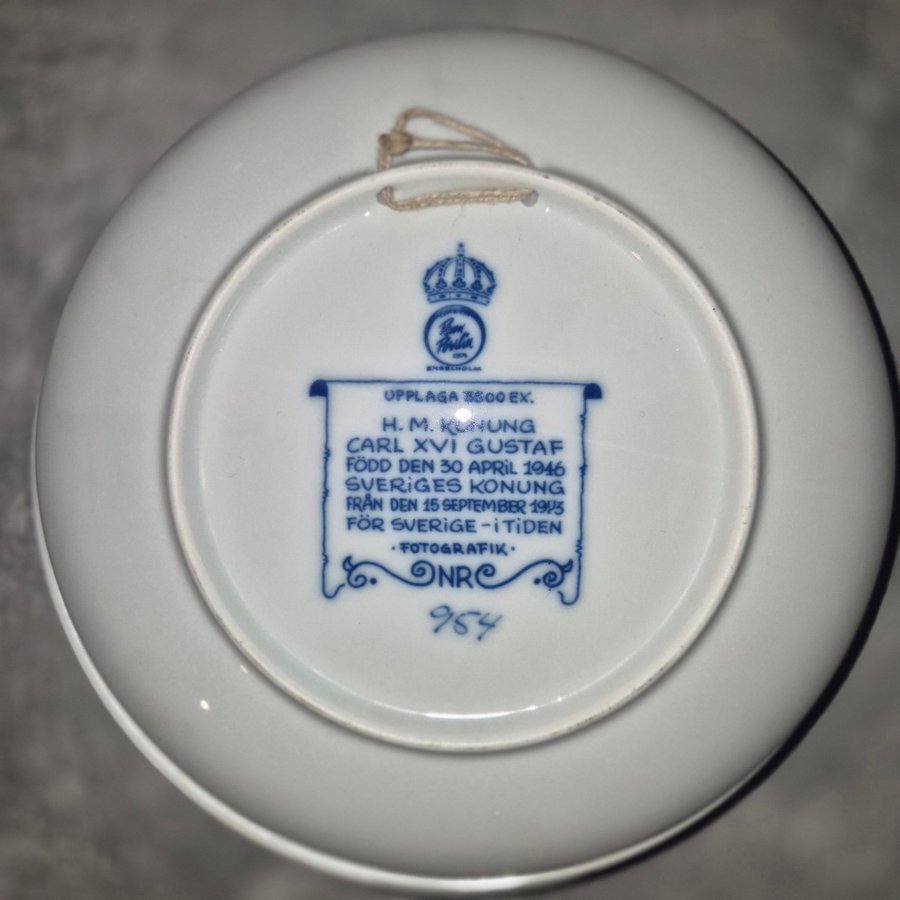 ENGELHOLM
UPPLAGA 3500 EX.
H. M. KONUNG
CARL XVI GUSTAF
FÖDD DEN 30 APRIL 1946
SVERIGES KONUNG
FRÅN DEN 15 SEPTEMBER 1973
FÖR SVERIGE - I TIDEN
· FOTOGRAFIK ·
NR
954